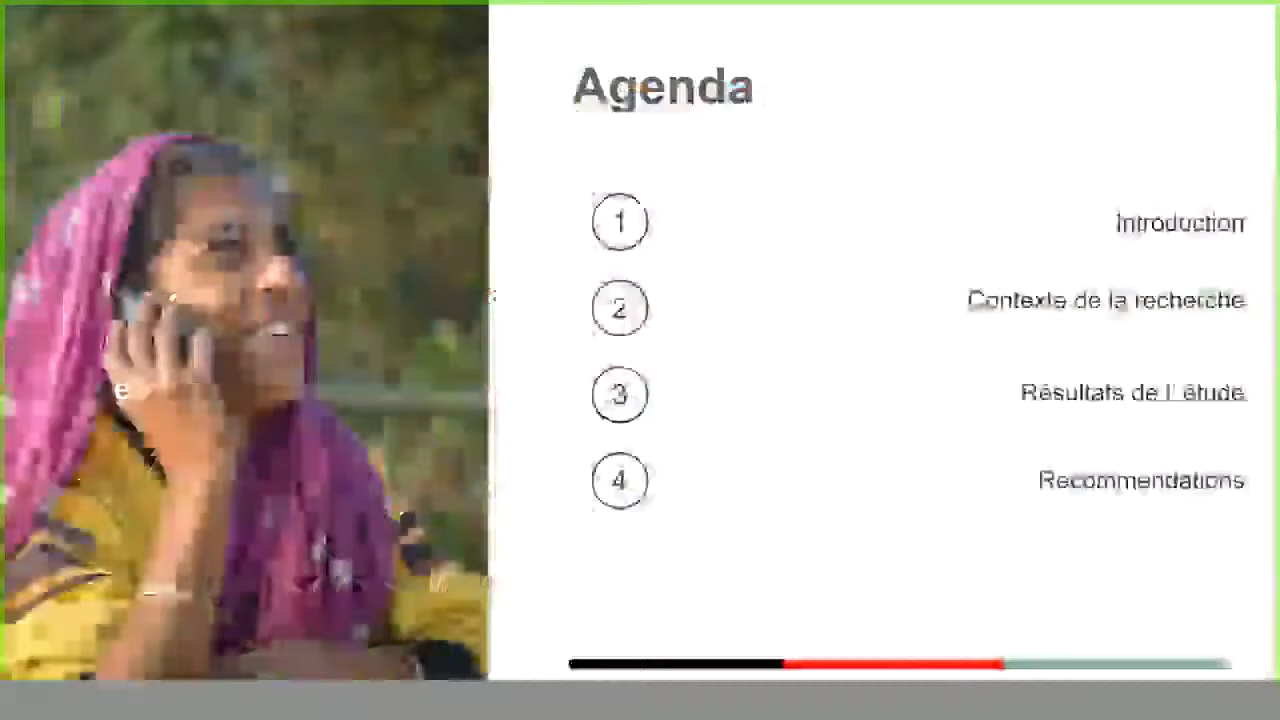 Agenda
1 Introduction
2 Contexte de la recherche
3 Résultats de l' étude
4 Recommendations